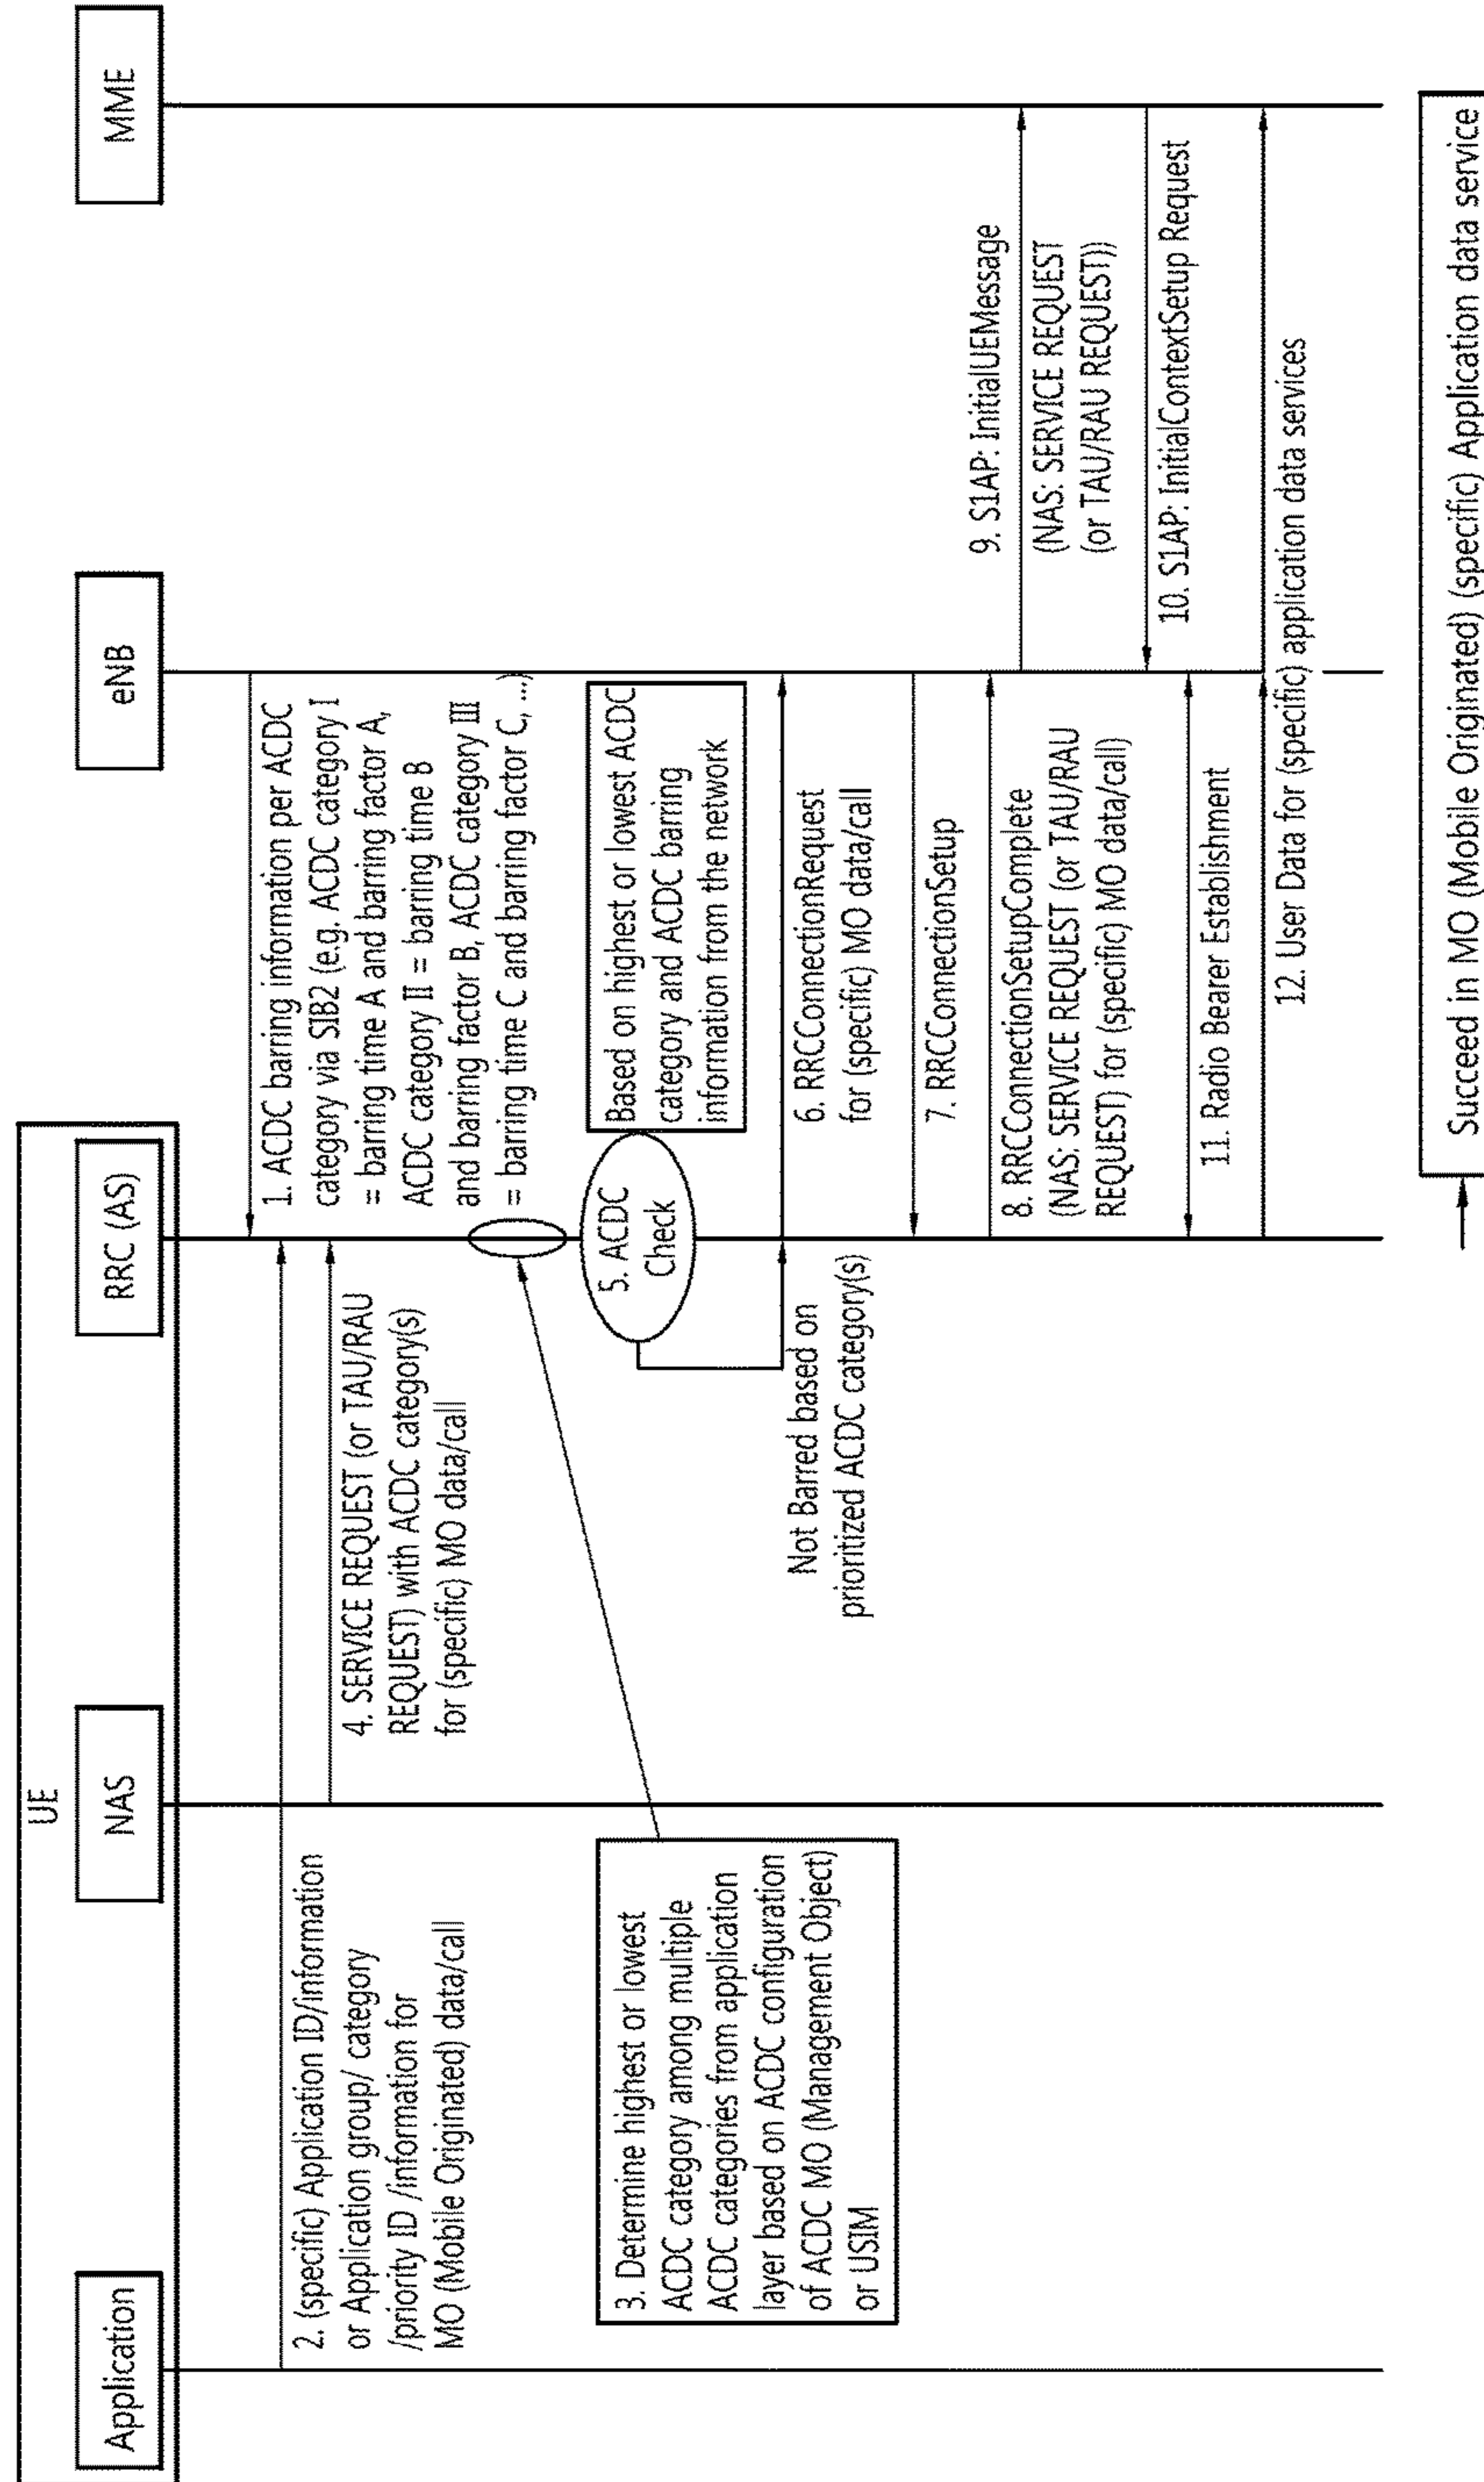 UE
Application
NAS
RRC (AS)
eNB
MME
1. ACDC barring information per ACDC
category via SIB2 (e.g. ACDC category I
= barring time A and barring factor A,
ACDC category II = barring time B
and barring factor B, ACDC category III
= barring time C and barring factor C, ...)
2. (specific) Application ID/information
or Application group/ category
/priority ID /information for
MO (Mobile Originated) data/call
4. SERVICE REQUEST (or TAU/RAU
REQUEST) with ACDC category(s)
for (specific) MO data/call
3. Determine highest or lowest
ACDC category among multiple
ACDC categories from application
layer based on ACDC configuration
of ACDC MO (Management Object)
or USIM
5. ACDC
Check
Based on highest or lowest ACDC
category and ACDC barring
information from the network
Not Barred based on
prioritized ACDC category(s)
6. RRCConnectionRequest
for (specific) MO data/call
7. RRCConnectionSetup
8. RRCConnectionSetupComplete
(NAS: SERVICE REQUEST (or TAU/RAU
REQUEST) for (specific) MO data/call)
9. S1AP: InitialUEMessage
(NAS: SERVICE REQUEST
(or TAU/RAU REQUEST))
10. S1AP: InitialContextSetup Request
11. Radio Bearer Establishment
12. User Data for (specific) application data services
Succeed in MO (Mobile Originated) (specific) Application data service